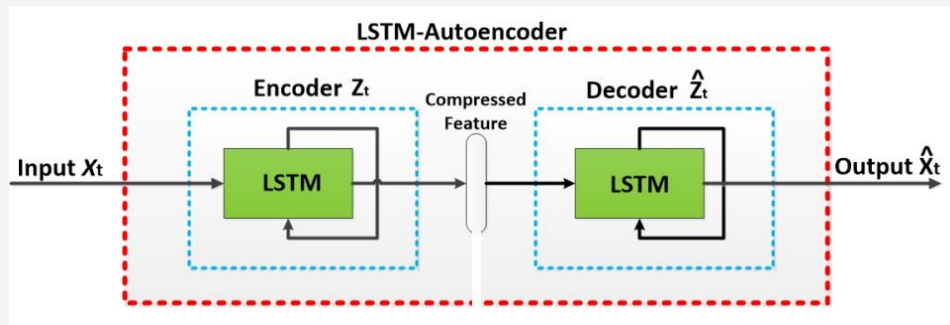 LSTM-Autoencoder
Encoder Zₜ
Compressed
Feature
Decoder Ẑₜ
Input Xₜ
LSTM
LSTM
Output X̂ₜ